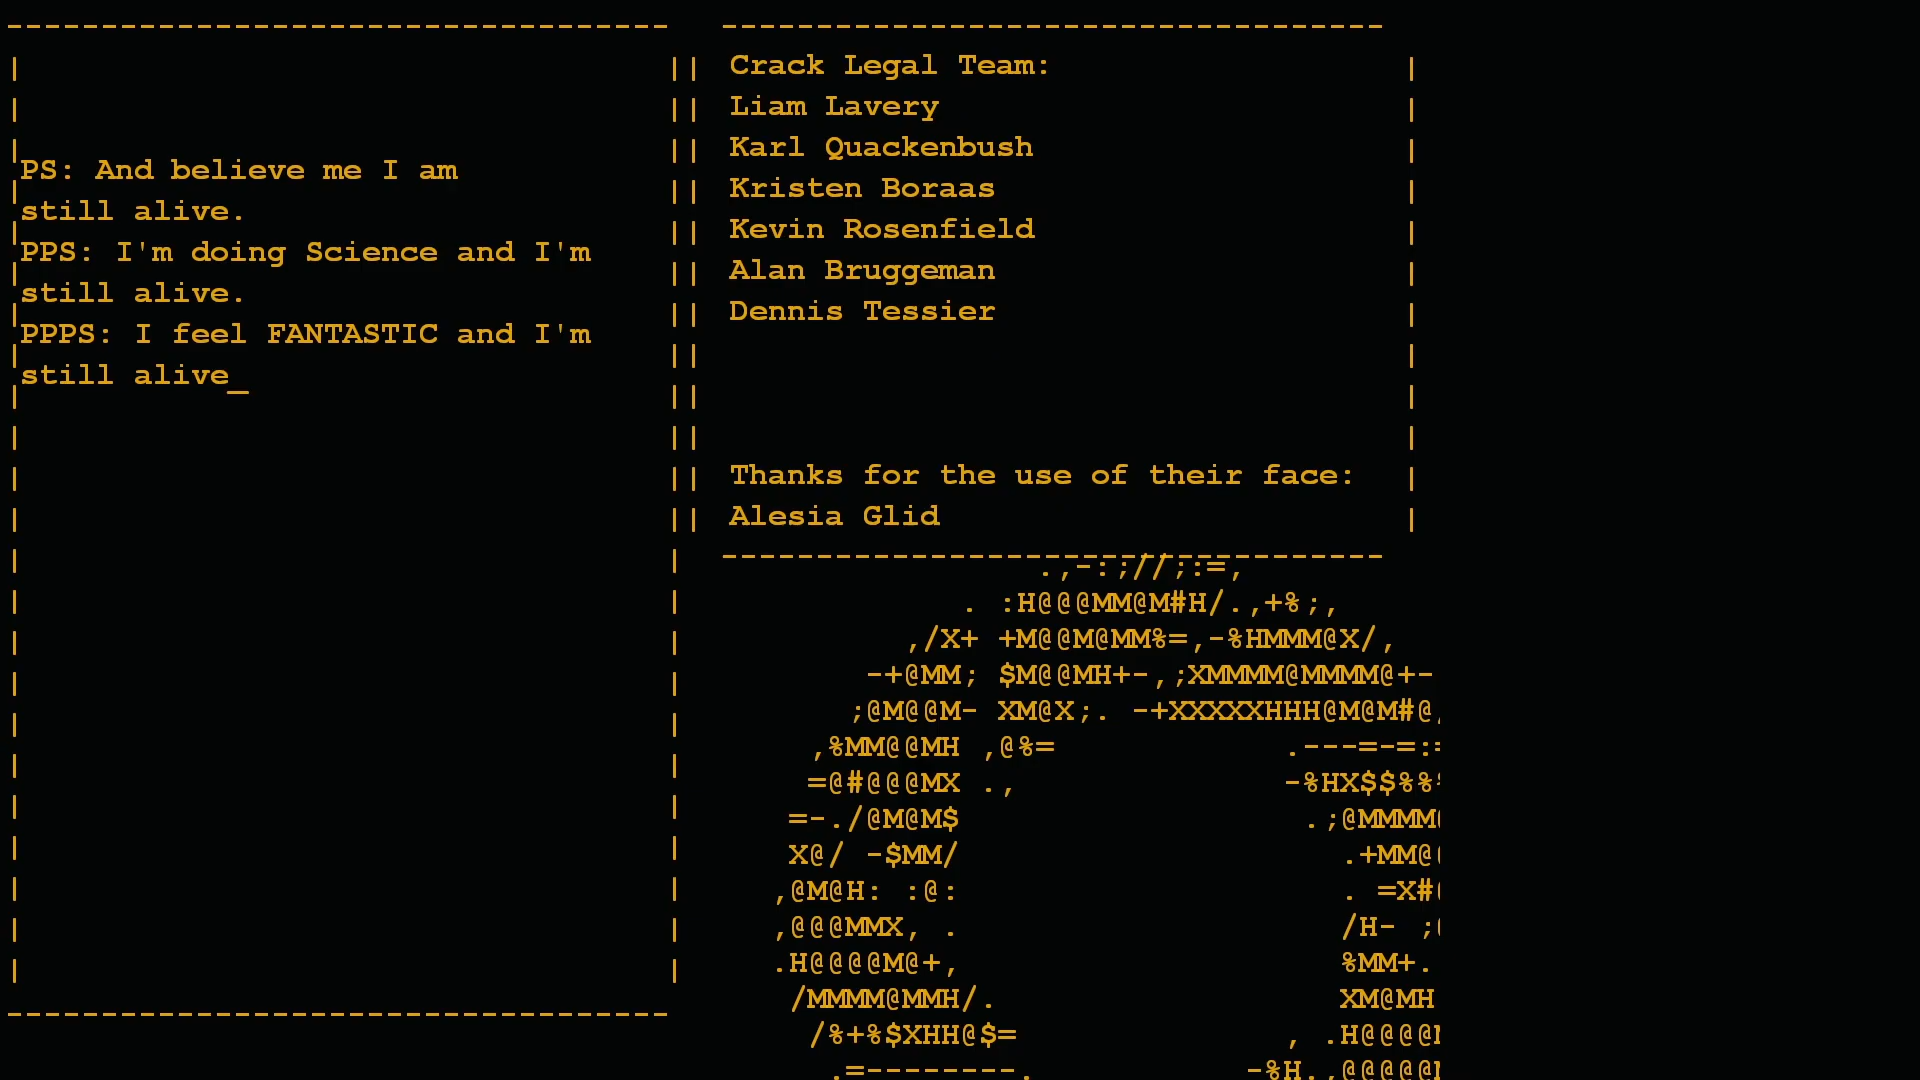 PS: And believe me I am
still alive.
PPS: I'm doing Science and I'm
still alive.
PPPS: I feel FANTASTIC and I'm
still alive_
Crack Legal Team:
Liam Lavery
Karl Quackenbush
Kristen Boraas
Kevin Rosenfield
Alan Bruggeman
Dennis Tessier
Thanks for the use of their face:
Alesia Glid